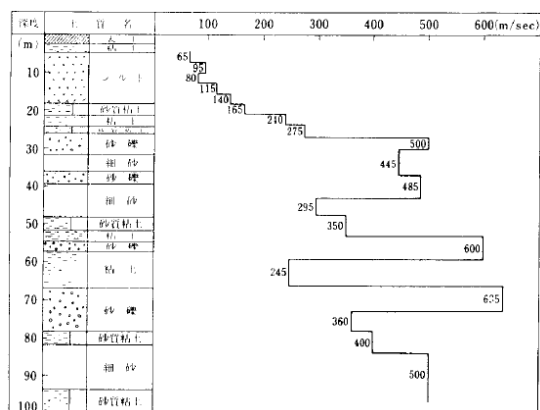 深度 土 質 名 100 200 300 400 500 600(m/sec)
(m)
粘土
65
95
10 80
シルト
115
140
165
砂質粘土
20 210
粘土 275
砂礫 500
30
細砂 445
砂礫 485
40
細砂 295
砂質粘土 350
50
粘土
砂礫 600
60 粘土 245
70 635
砂礫 360
80 砂質粘土 400
細砂 500
90
100 砂質粘土